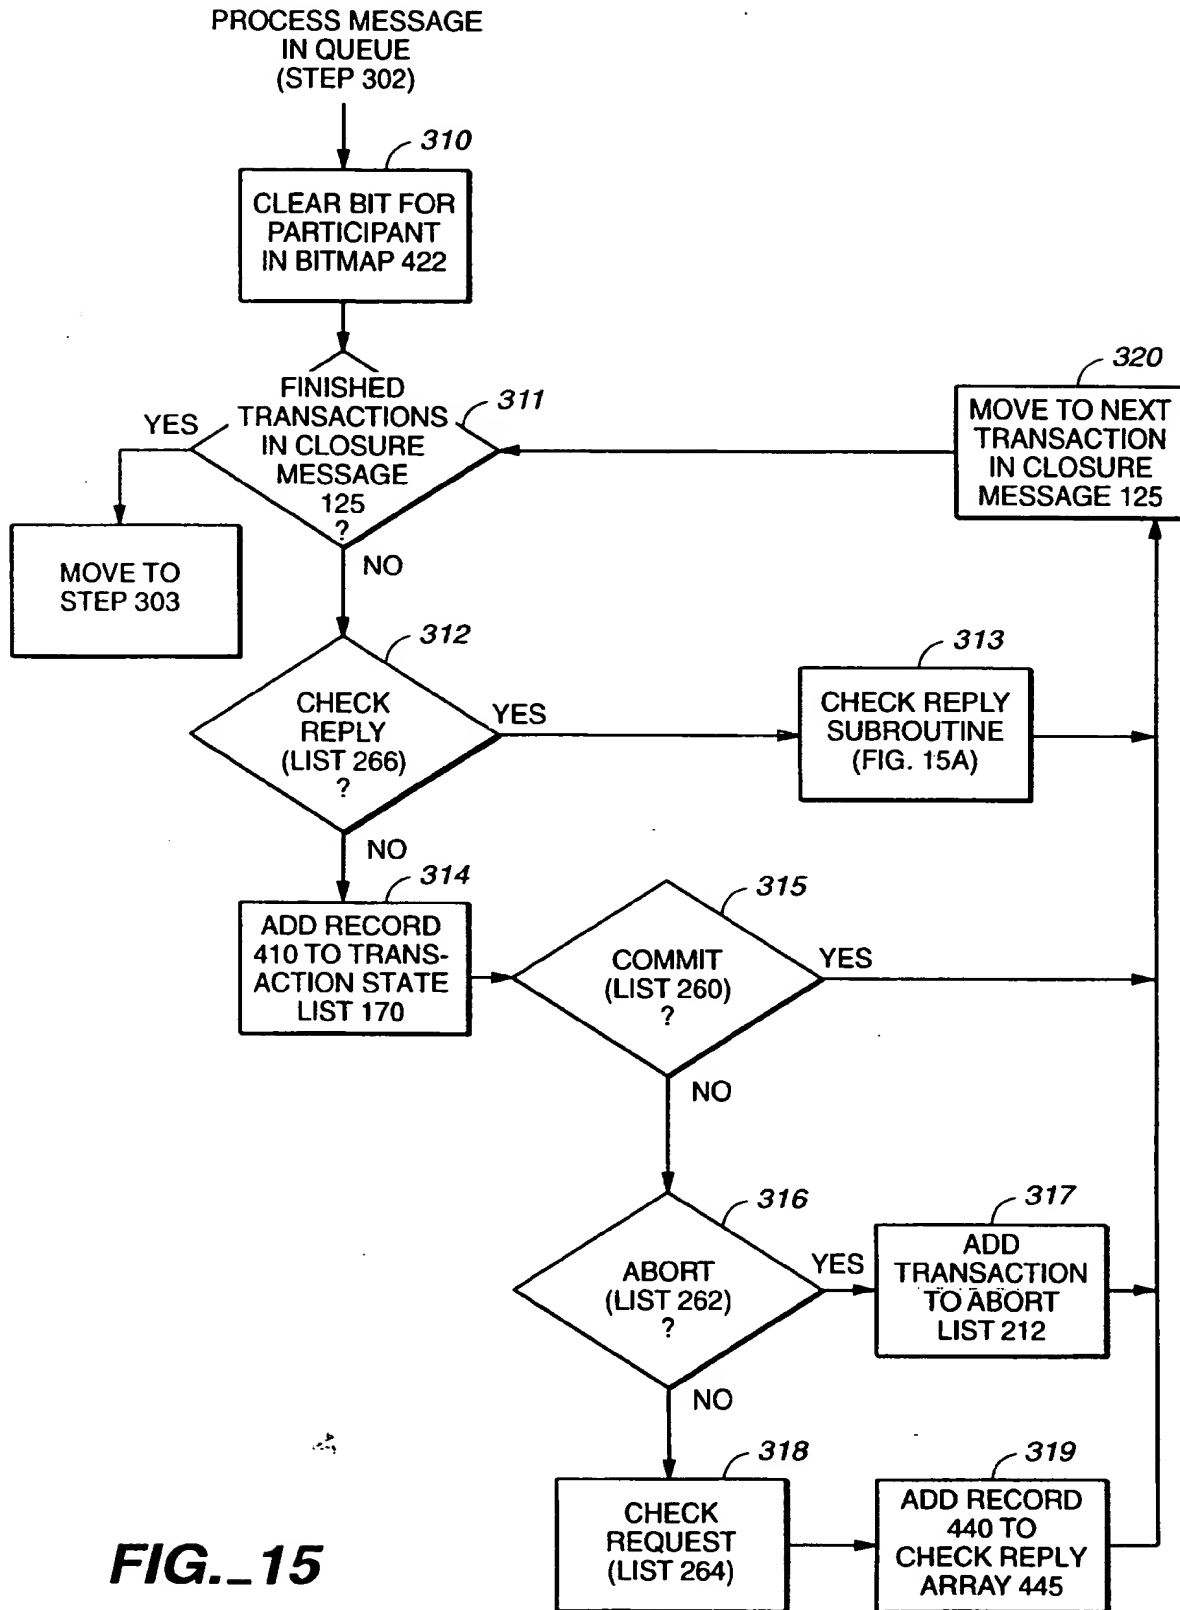 PROCESS MESSAGE
IN QUEUE
(STEP 302)
310
CLEAR BIT FOR
PARTICIPANT
IN BITMAP 422
FINISHED
TRANSACTIONS
IN CLOSURE
MESSAGE
125
?
311
YES
NO
320
MOVE TO NEXT
TRANSACTION
IN CLOSURE
MESSAGE 125
MOVE TO
STEP 303
312
CHECK
REPLY
(LIST 266)
?
YES
NO
313
CHECK REPLY
SUBROUTINE
(FIG. 15A)
314
ADD RECORD
410 TO TRANS-
ACTION STATE
LIST 170
315
COMMIT
(LIST 260)
?
YES
NO
316
ABORT
(LIST 262)
?
YES
NO
317
ADD
TRANSACTION
TO ABORT
LIST 212
318
CHECK
REQUEST
(LIST 264)
319
ADD RECORD
440 TO
CHECK REPLY
ARRAY 445
FIG._15